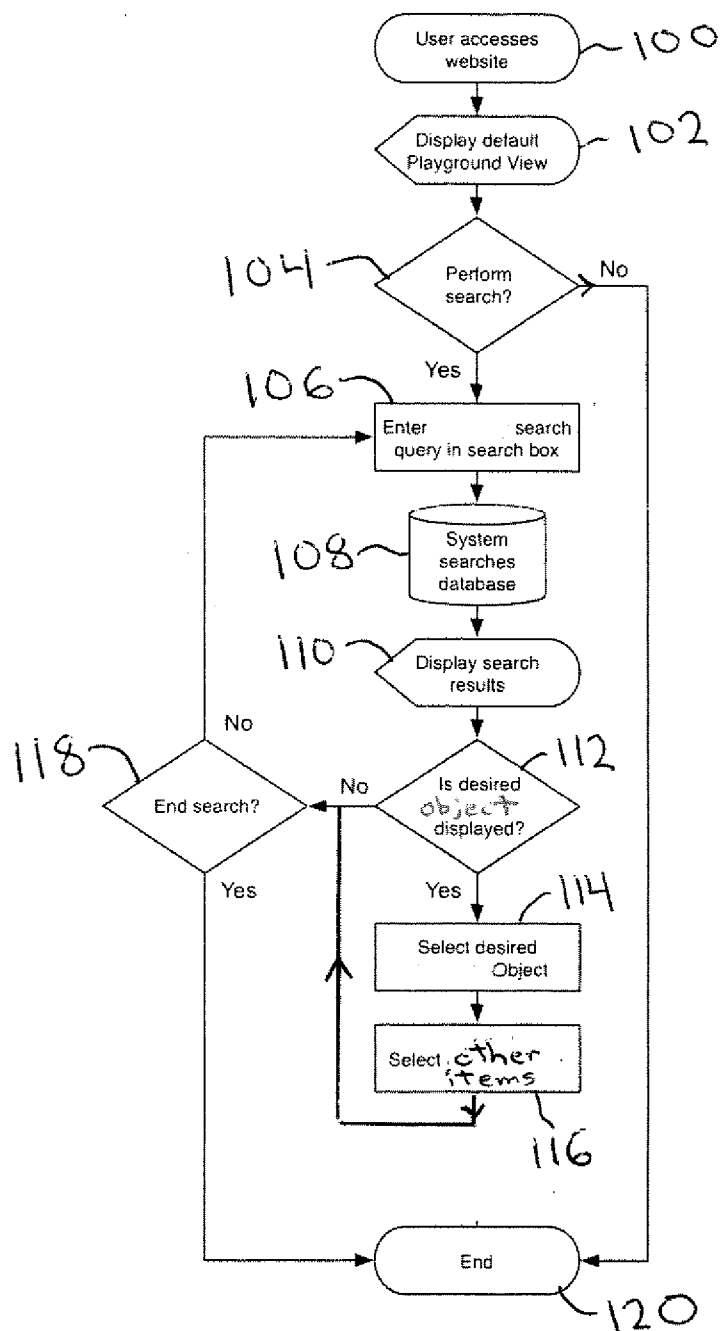 User accesses
website
100
Display default
Playground View
102
104
Perform
search?
No
Yes
106
Enter search
query in search box
108
System
searches
database
110
Display search
results
No
118
End search?
No
112
Is desired
object
displayed?
Yes
Yes
114
Select desired
Object
Select other
items
116
End
120